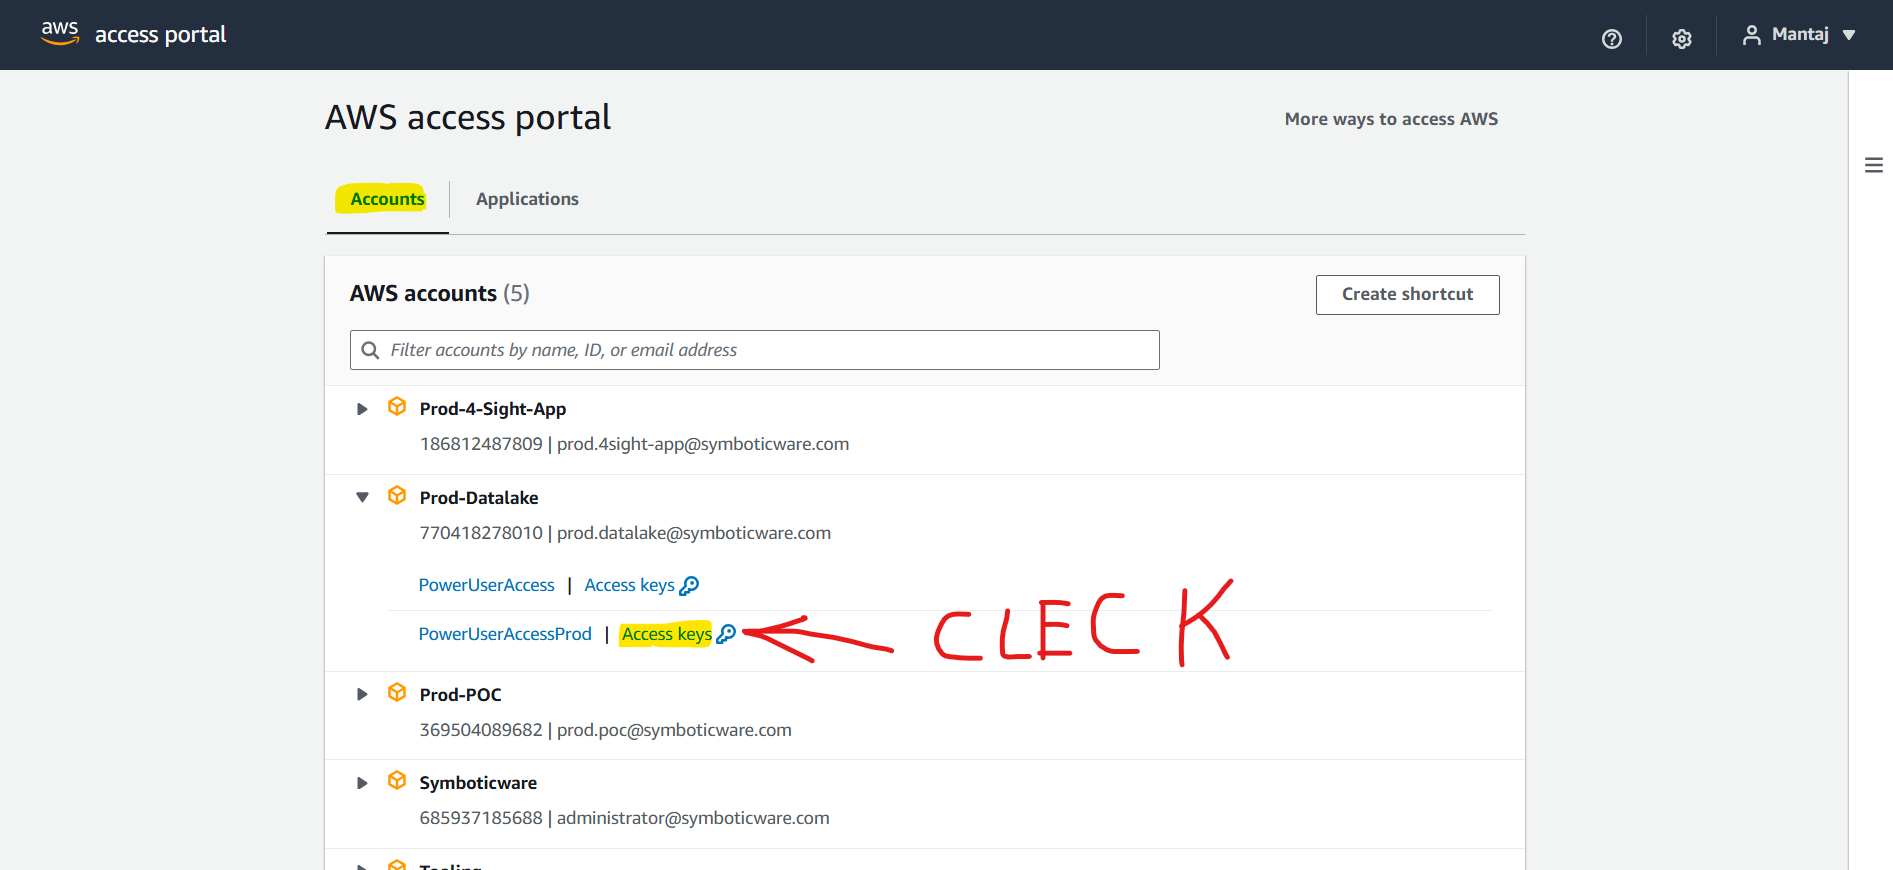 aws access portal Mantaj
AWS access portal More ways to access AWS
Accounts Applications
AWS accounts (5) Create shortcut
Filter accounts by name, ID, or email address
Prod-4-Sight-App
186812487809 | prod.4sight-app@symboticware.com
Prod-Datalake
770418278010 | prod.datalake@symboticware.com
PowerUserAccess | Access keys
PowerUserAccessProd | Access keys CLECK
Prod-POC
369504089682 | prod.poc@symboticware.com
Symboticware
685937185688 | administrator@symboticware.com
Tooling